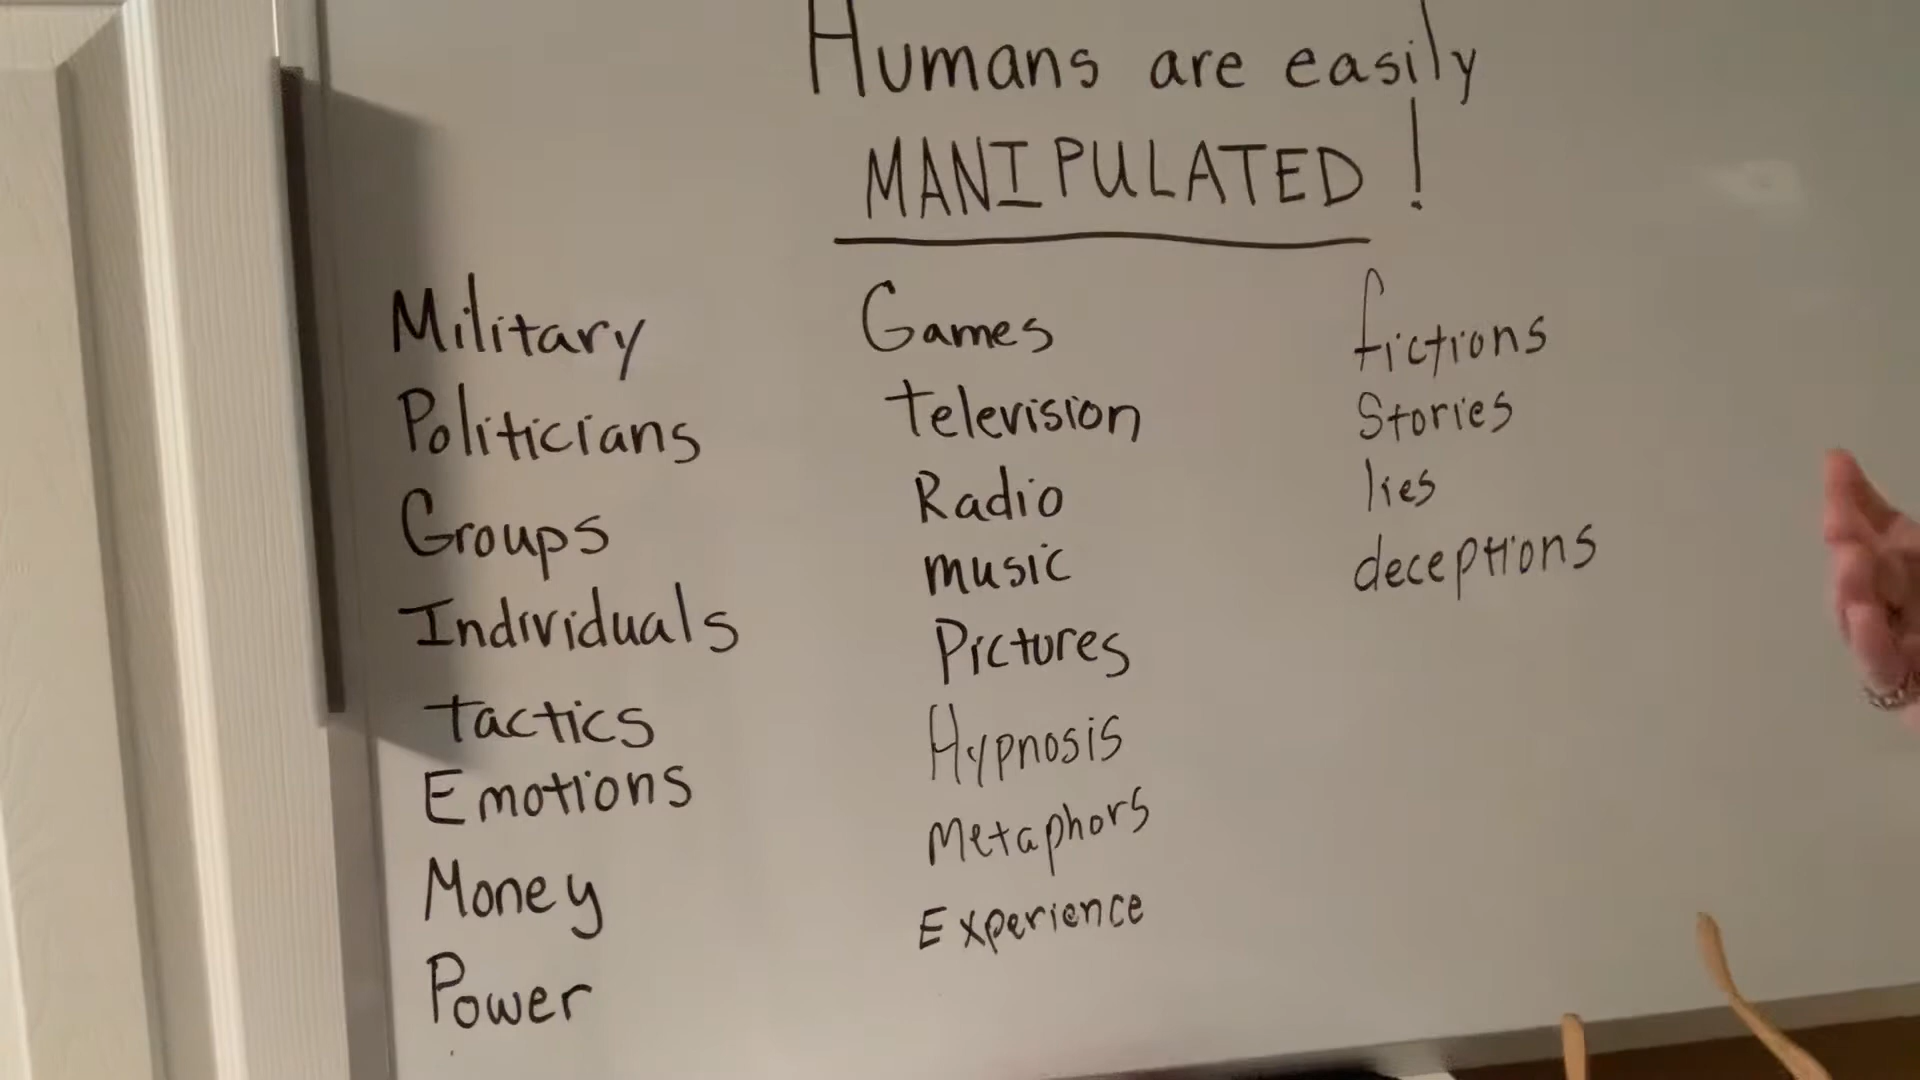 Humans are easily
MANIPULATED!
Military
Politicians
Groups
Individuals
Tactics
Emotions
Money
Power
Games
Television
Radio
music
Pictures
Hypnosis
Metaphors
Experience
fictions
Stories
lies
deceptions